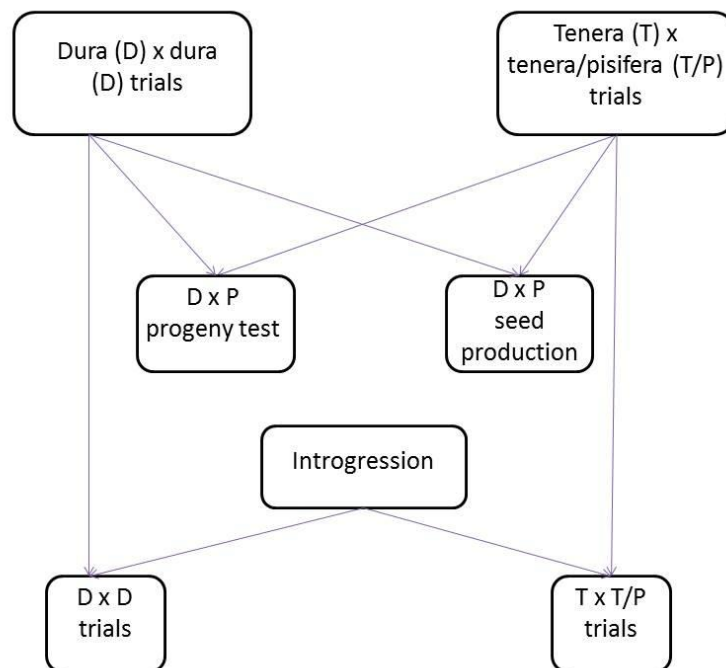 Dura (D) x dura
(D) trials
Tenera (T) x
tenera/pisifera (T/P)
trials
D x P
progeny test
D x P
seed
production
Introgression
D x D
trials
T x T/P
trials